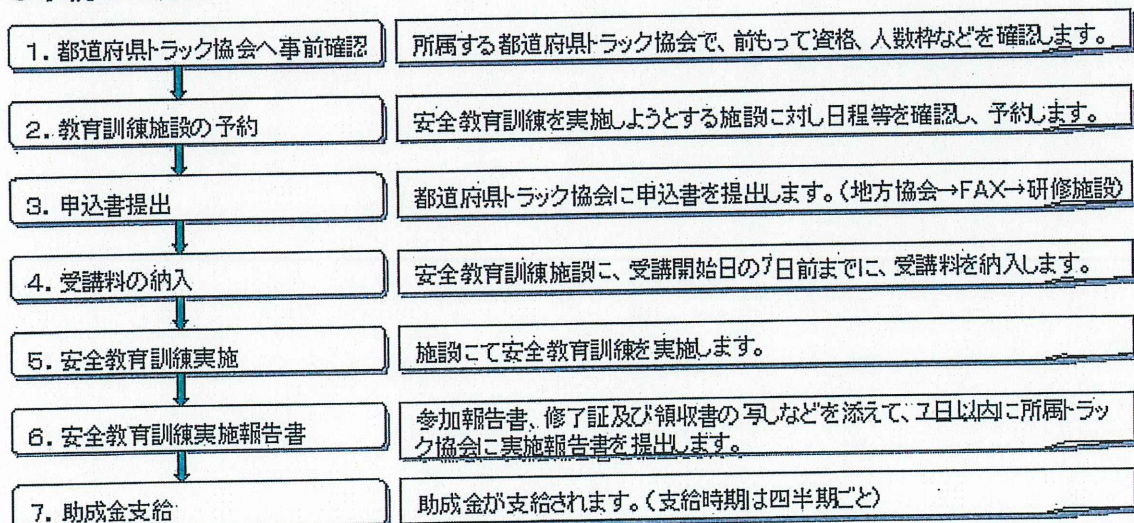 1. 都道府県トラック協会へ事前確認
所属する都道府県トラック協会で、前もって資格、人数枠などを確認します。
2. 教育訓練施設の予約
安全教育訓練を実施しようとする施設に対し日程等を確認し、予約します。
3. 申込書提出
都道府県トラック協会に申込書を提出します。(地方協会→FAX→研修施設)
4. 受講料の納入
安全教育訓練施設に、受講開始日の7日前までに、受講料を納入します。
5. 安全教育訓練実施
施設にて安全教育訓練を実施します。
6. 安全教育訓練実施報告書
参加報告書、修了証及び領収書の写しなどを添えて、7日以内に所属トラッ
ク協会に実施報告書を提出します。
7. 助成金支給
助成金が支給されます。(支給時期は四半期ごと)